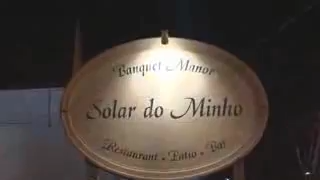 Banquet Manor
Solar do Minho
Restaurant . Patio . Bar